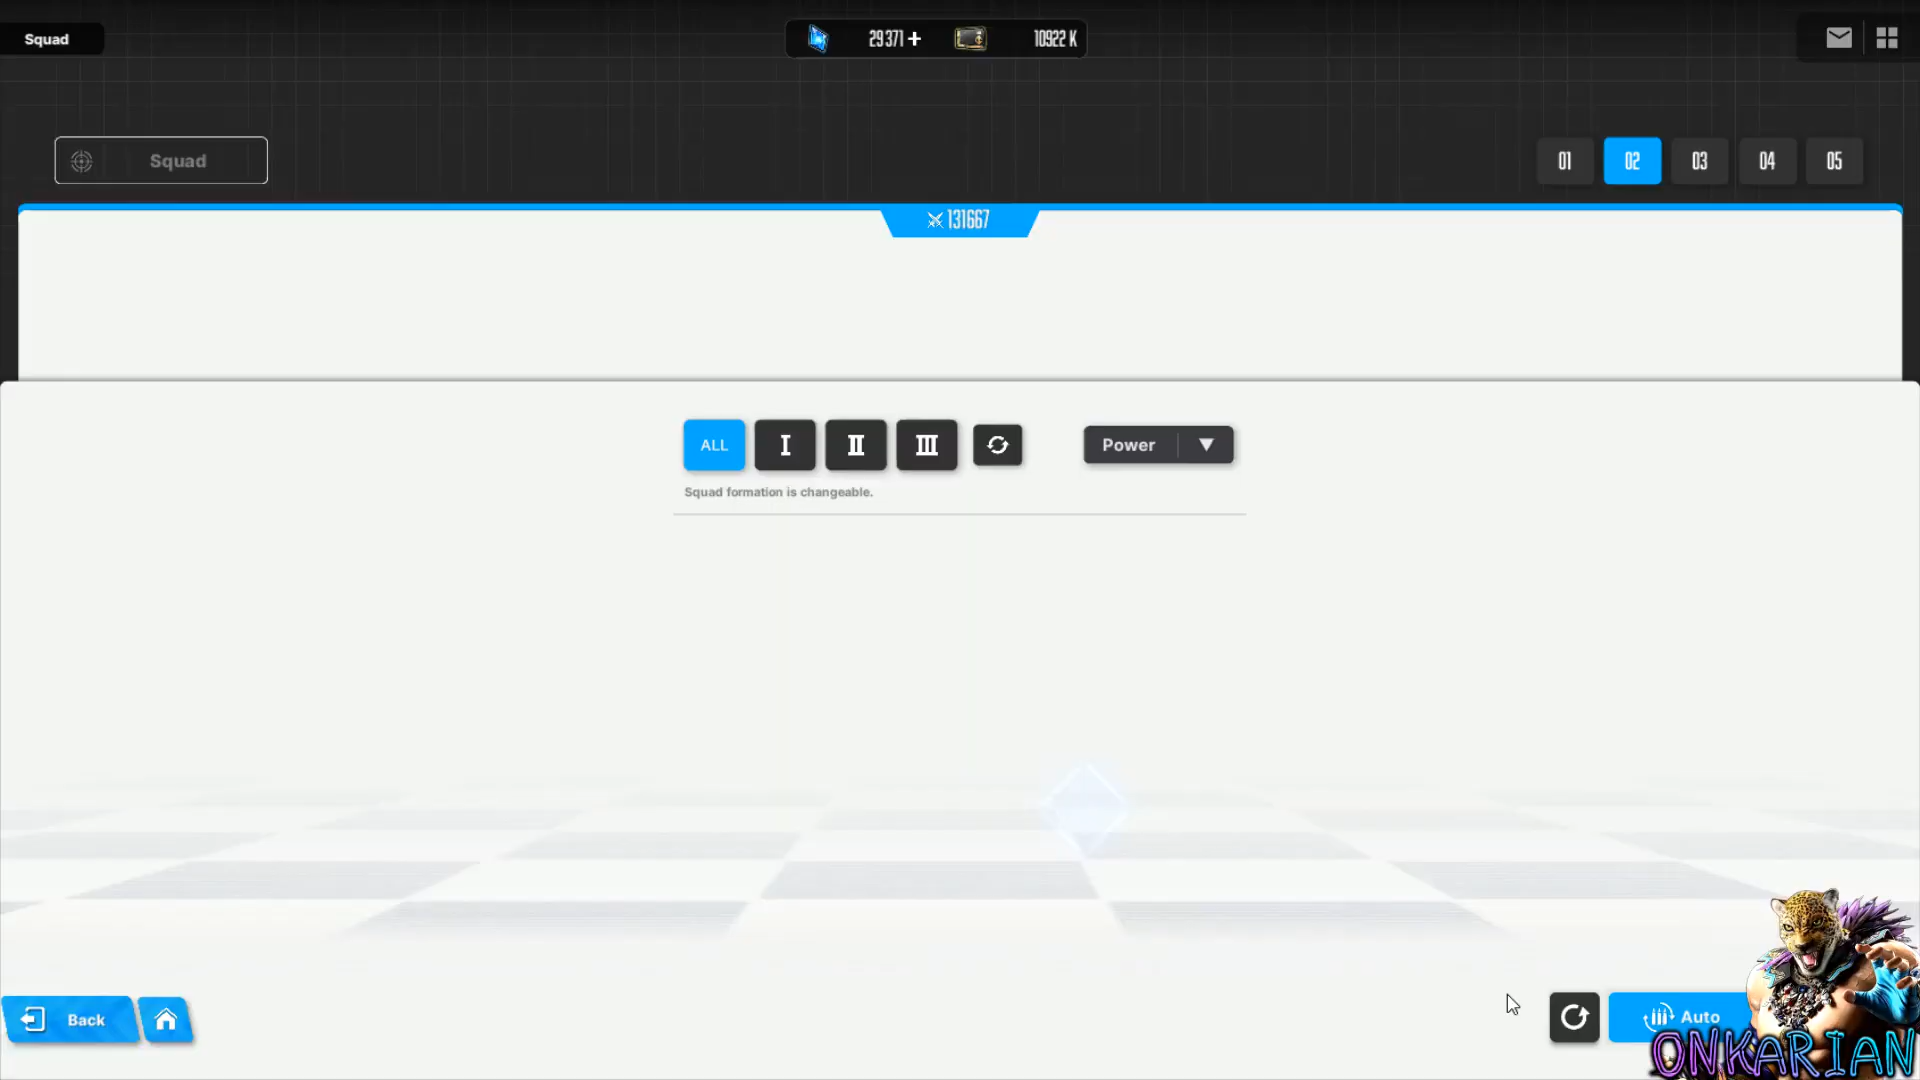 Squad
29371 +
10922 K
Squad
01 02 03 04 05
131667
ALL I II III
Power
Squad formation is changeable.
Back
Auto
ONKARIAN